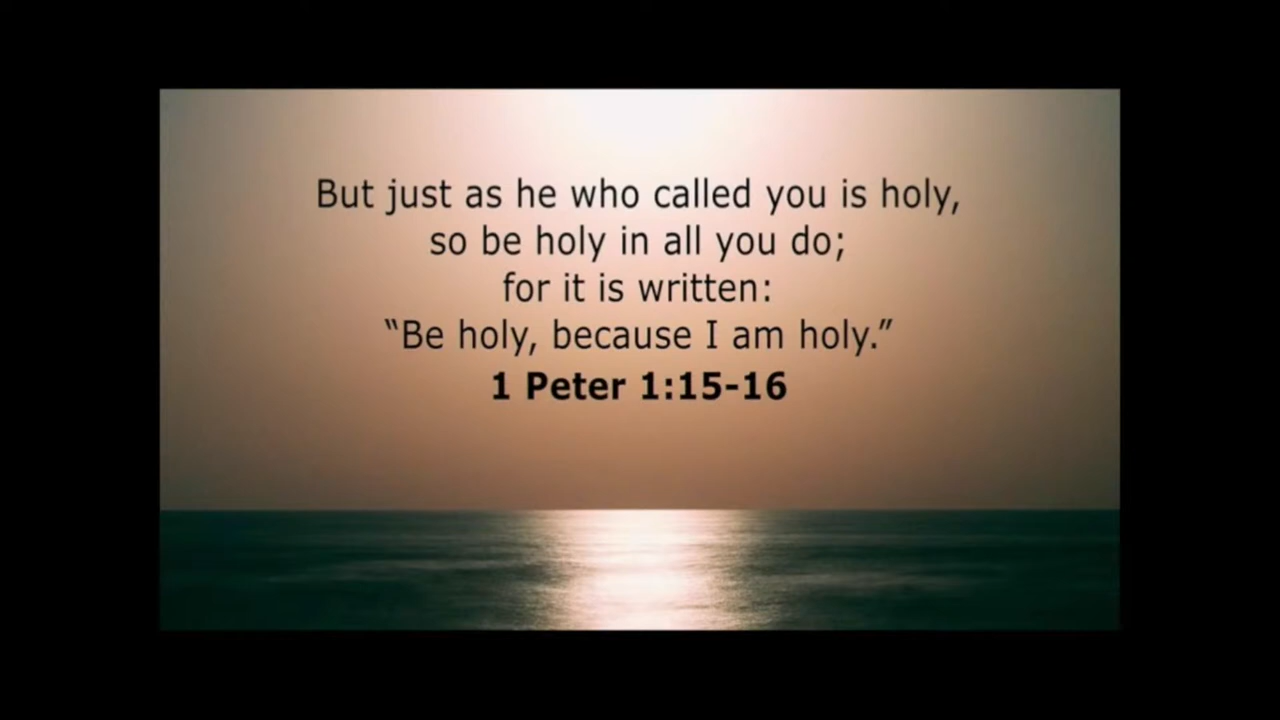 But just as he who called you is holy,
so be holy in all you do;
for it is written:
“Be holy, because I am holy.”
1 Peter 1:15-16